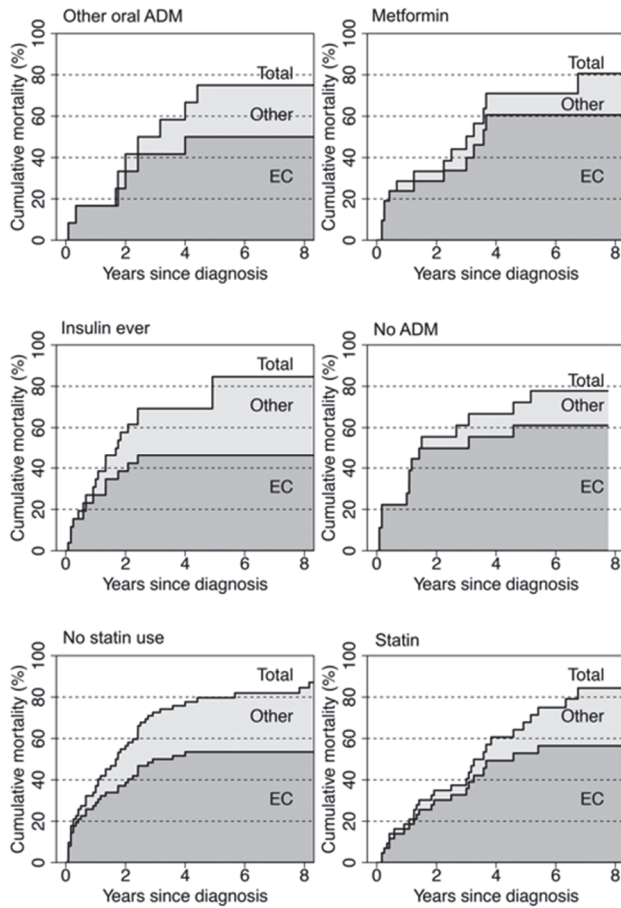 Other oral ADM
Cumulative mortality (%)
100
80
60
40
20
0
Total
Other
EC
0 2 4 6 8
Years since diagnosis
Metformin
Cumulative mortality (%)
100
80
60
40
20
0
Total
Other
EC
0 2 4 6 8
Years since diagnosis
Insulin ever
Cumulative mortality (%)
100
80
60
40
20
0
Total
Other
EC
0 2 4 6 8
Years since diagnosis
No ADM
Cumulative mortality (%)
100
80
60
40
20
0
Total
Other
EC
0 2 4 6 8
Years since diagnosis
No statin use
Cumulative mortality (%)
100
80
60
40
20
0
Total
Other
EC
0 2 4 6 8
Years since diagnosis
Statin
Cumulative mortality (%)
100
80
60
40
20
0
Total
Other
EC
0 2 4 6 8
Years since diagnosis